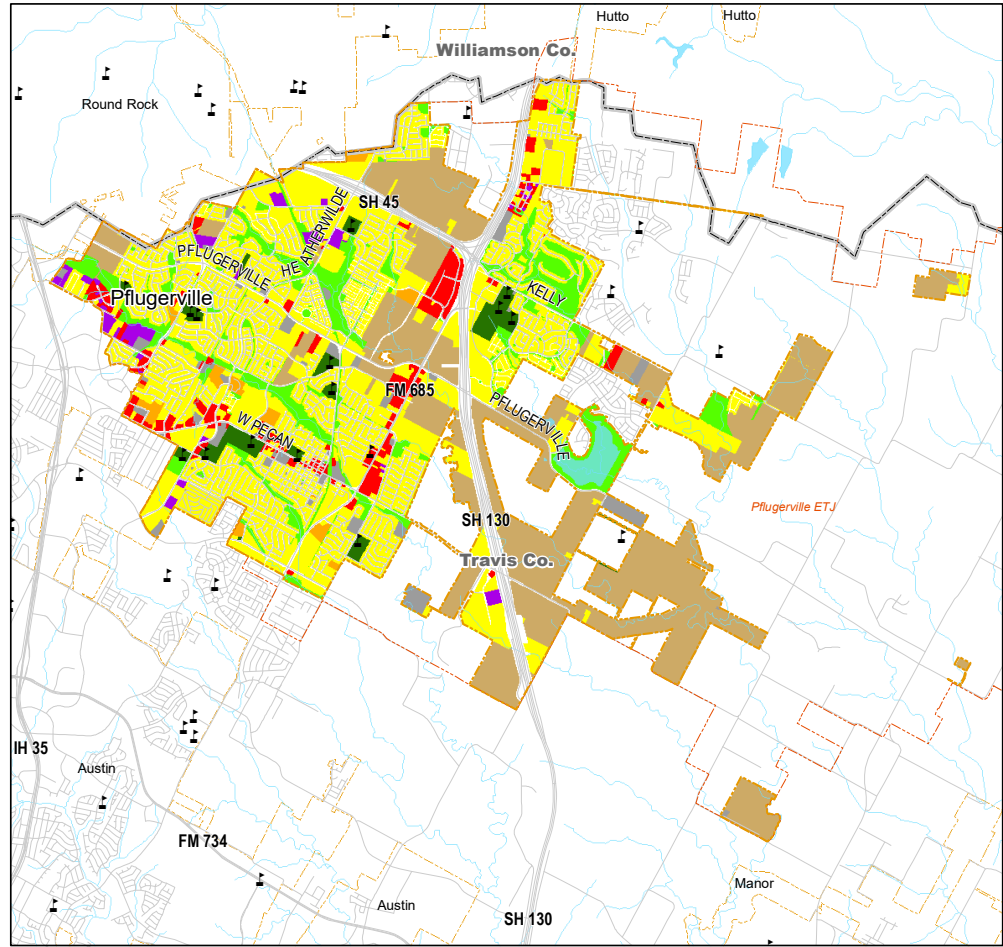 Hutto
Hutto
Williamson Co.
Round Rock
SH 45
HEATHERWILDE
PFLUGERVILLE
KELLY
Pflugerville
FM 685
PFLUGERVILLE
W PECAN
Pflugerville ETJ
SH 130
Travis Co.
IH 35
Austin
FM 734
Manor
Austin
SH 130